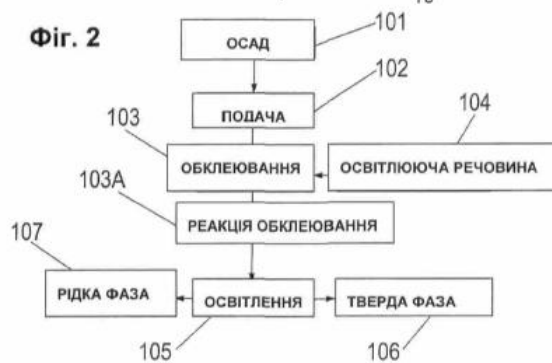 Фіг. 2
ОСАД
101
ПОДАЧА
102
103
ОБКЛЕЮВАННЯ
104
ОСВІТЛЮЮЧА РЕЧОВИНА
103А
РЕАКЦІЯ ОБКЛЕЮВАННЯ
107
РІДКА ФАЗА
ОСВІТЛЕННЯ
ТВЕРДА ФАЗА
105
106